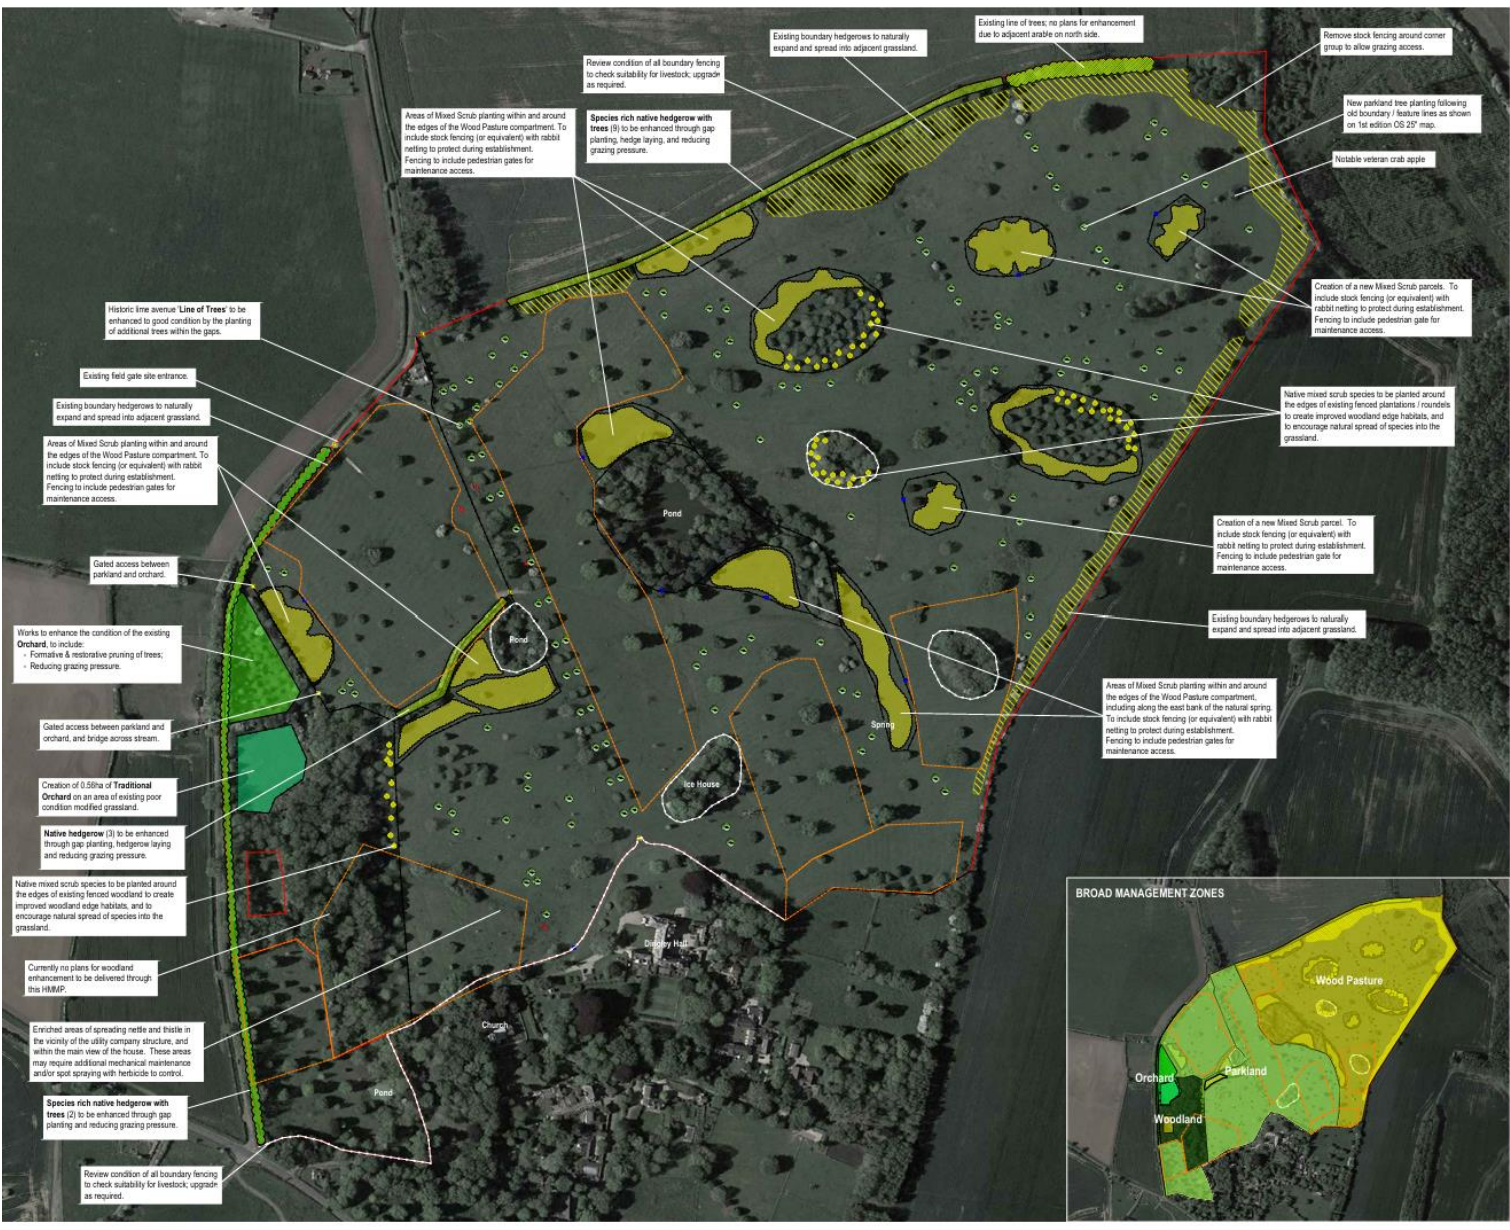 Existing line of trees; no plans for enhancement
due to adjacent arable on north side.
Existing boundary hedgerows to naturally
expand and spread into adjacent grassland.
Remove stock fencing around corner
group to allow grazing access.
Review condition of all boundary fencing
to check suitability for livestock; upgrade
as required.
New parkland tree planting following
old boundary / feature lines as shown
on 1st edition OS 25" map.
Areas of Mixed Scrub planting within and around
the edges of the Wood Pasture compartment. To
include stock fencing (or equivalent) with rabbit
netting to protect during establishment.
Fencing to include pedestrian gates for
maintenance access.
Species rich native hedgerow with
trees (9) to be enhanced through gap
planting, hedge laying, and reducing
grazing pressure.
Notable veteran crab apple
Creation of a new Mixed Scrub parcels. To
include stock fencing (or equivalent) with
rabbit netting to protect during establishment.
Fencing to include pedestrian gate for
maintenance access.
Historic lime avenue 'Line of Trees' to be
enhanced to good condition by the planting
of additional trees within the gaps.
Existing field gate site entrance.
Existing boundary hedgerows to naturally
expand and spread into adjacent grassland.
Native mixed scrub species to be planted around
the edges of existing fenced plantations / roundels
to create improved woodland edge habitats, and
to encourage natural spread of species into the
grassland.
Areas of Mixed Scrub planting within and around
the edges of the Wood Pasture compartment. To
include stock fencing (or equivalent) with rabbit
netting to protect during establishment.
Fencing to include pedestrian gates for
maintenance access.
Pond
Creation of a new Mixed Scrub parcel. To
include stock fencing (or equivalent) with
rabbit netting to protect during establishment.
Fencing to include pedestrian gate for
maintenance access.
Gated access between
parkland and orchard.
Existing boundary hedgerows to naturally
expand and spread into adjacent grassland.
Works to enhance the condition of the existing
Orchard, to include:
- Formative & restorative pruning of trees;
- Reducing grazing pressure.
Pond
Areas of Mixed Scrub planting within and around
the edges of the Wood Pasture compartment,
including along the east bank of the natural spring.
To include stock fencing (or equivalent) with rabbit
netting to protect during establishment.
Fencing to include pedestrian gates for
maintenance access.
Spring
Gated access between parkland and
orchard, and bridge across stream.
Ice House
Creation of 0.56ha of Traditional
Orchard on an area of existing poor
condition modified grassland.
Native hedgerow (3) to be enhanced
through gap planting, hedgerow laying
and reducing grazing pressure.
Native mixed scrub species to be planted around
the edges of existing fenced woodland to create
improved woodland edge habitats, and to
encourage natural spread of species into the
grassland.
Dingley Hall
Currently no plans for woodland
enhancement to be delivered through
this HMMP.
Church
Enriched areas of spreading nettle and thistle in
the vicinity of the utility company structure, and
within the main view of the house. These areas
may require additional mechanical maintenance
and/or spot spraying with herbicide to control.
Pond
Species rich native hedgerow with
trees (2) to be enhanced through gap
planting and reducing grazing pressure.
Review condition of all boundary fencing
to check suitability for livestock; upgrade
as required.
BROAD MANAGEMENT ZONES
Wood Pasture
Orchard
Parkland
Woodland